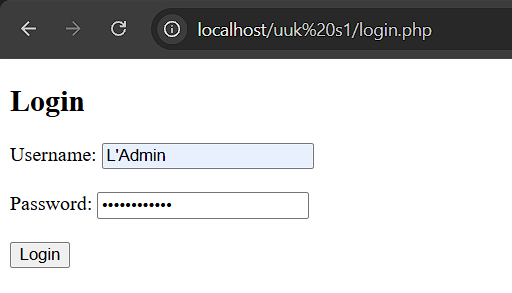 localhost/uuk%20s1/login.php
Login
Username: L'Admin
Password: ••••••••••••
Login